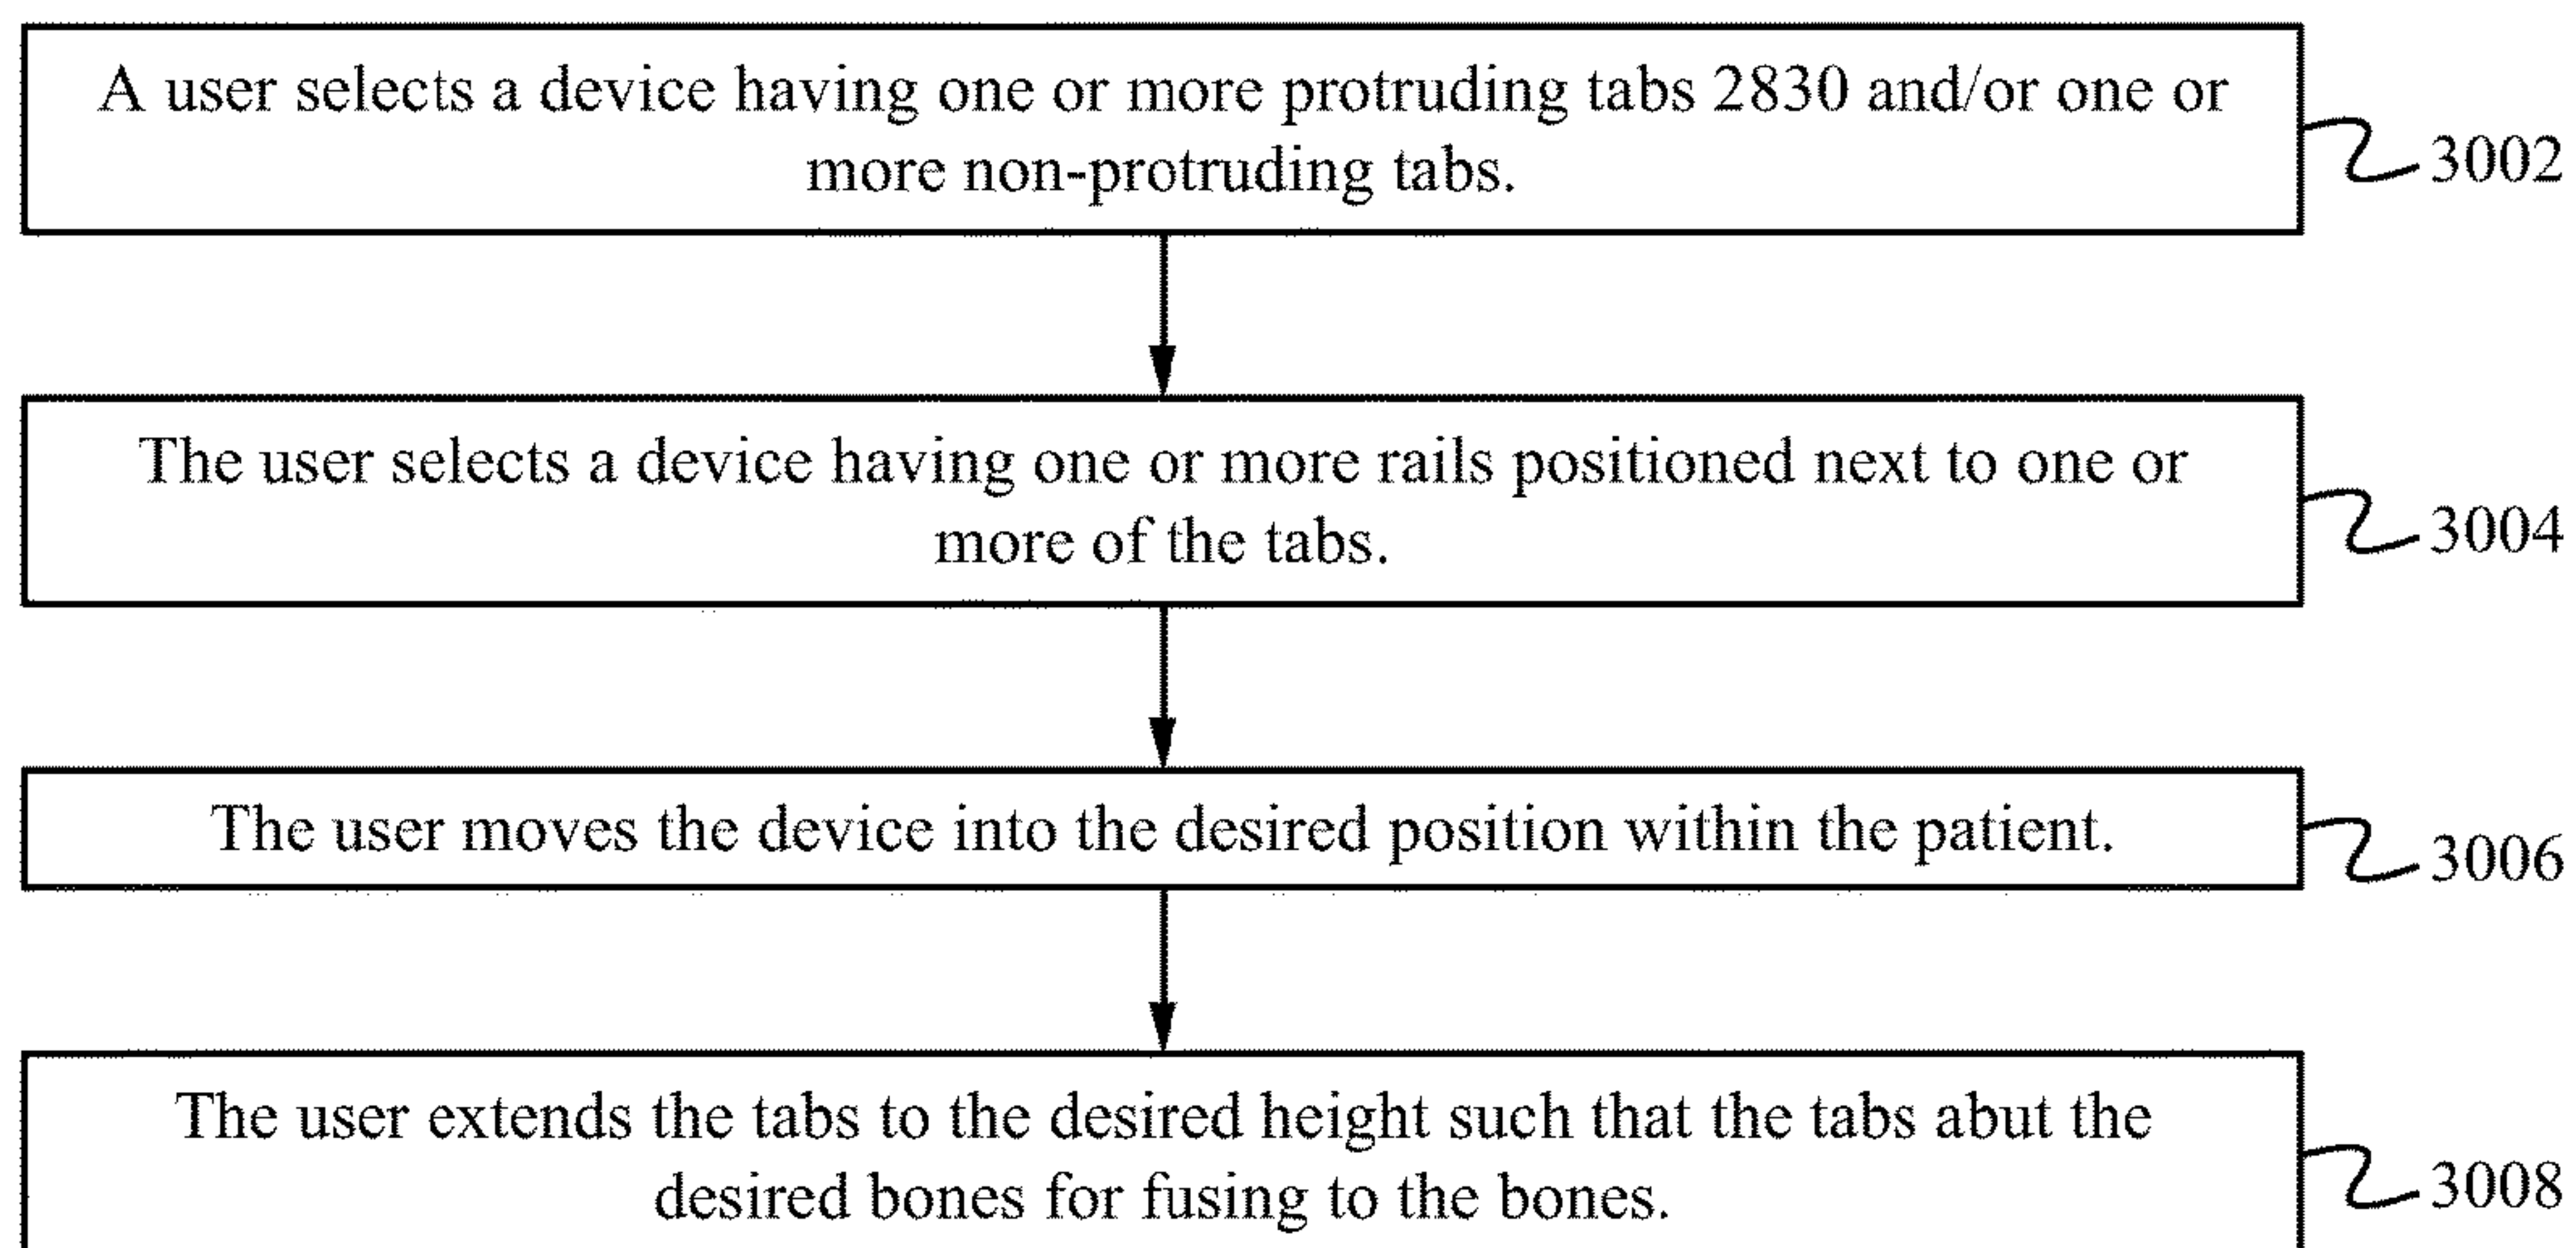 A user selects a device having one or more protruding tabs 2830 and/or one or
more non-protruding tabs.
3002
The user selects a device having one or more rails positioned next to one or
more of the tabs.
3004
The user moves the device into the desired position within the patient.
3006
The user extends the tabs to the desired height such that the tabs abut the
desired bones for fusing to the bones.
3008